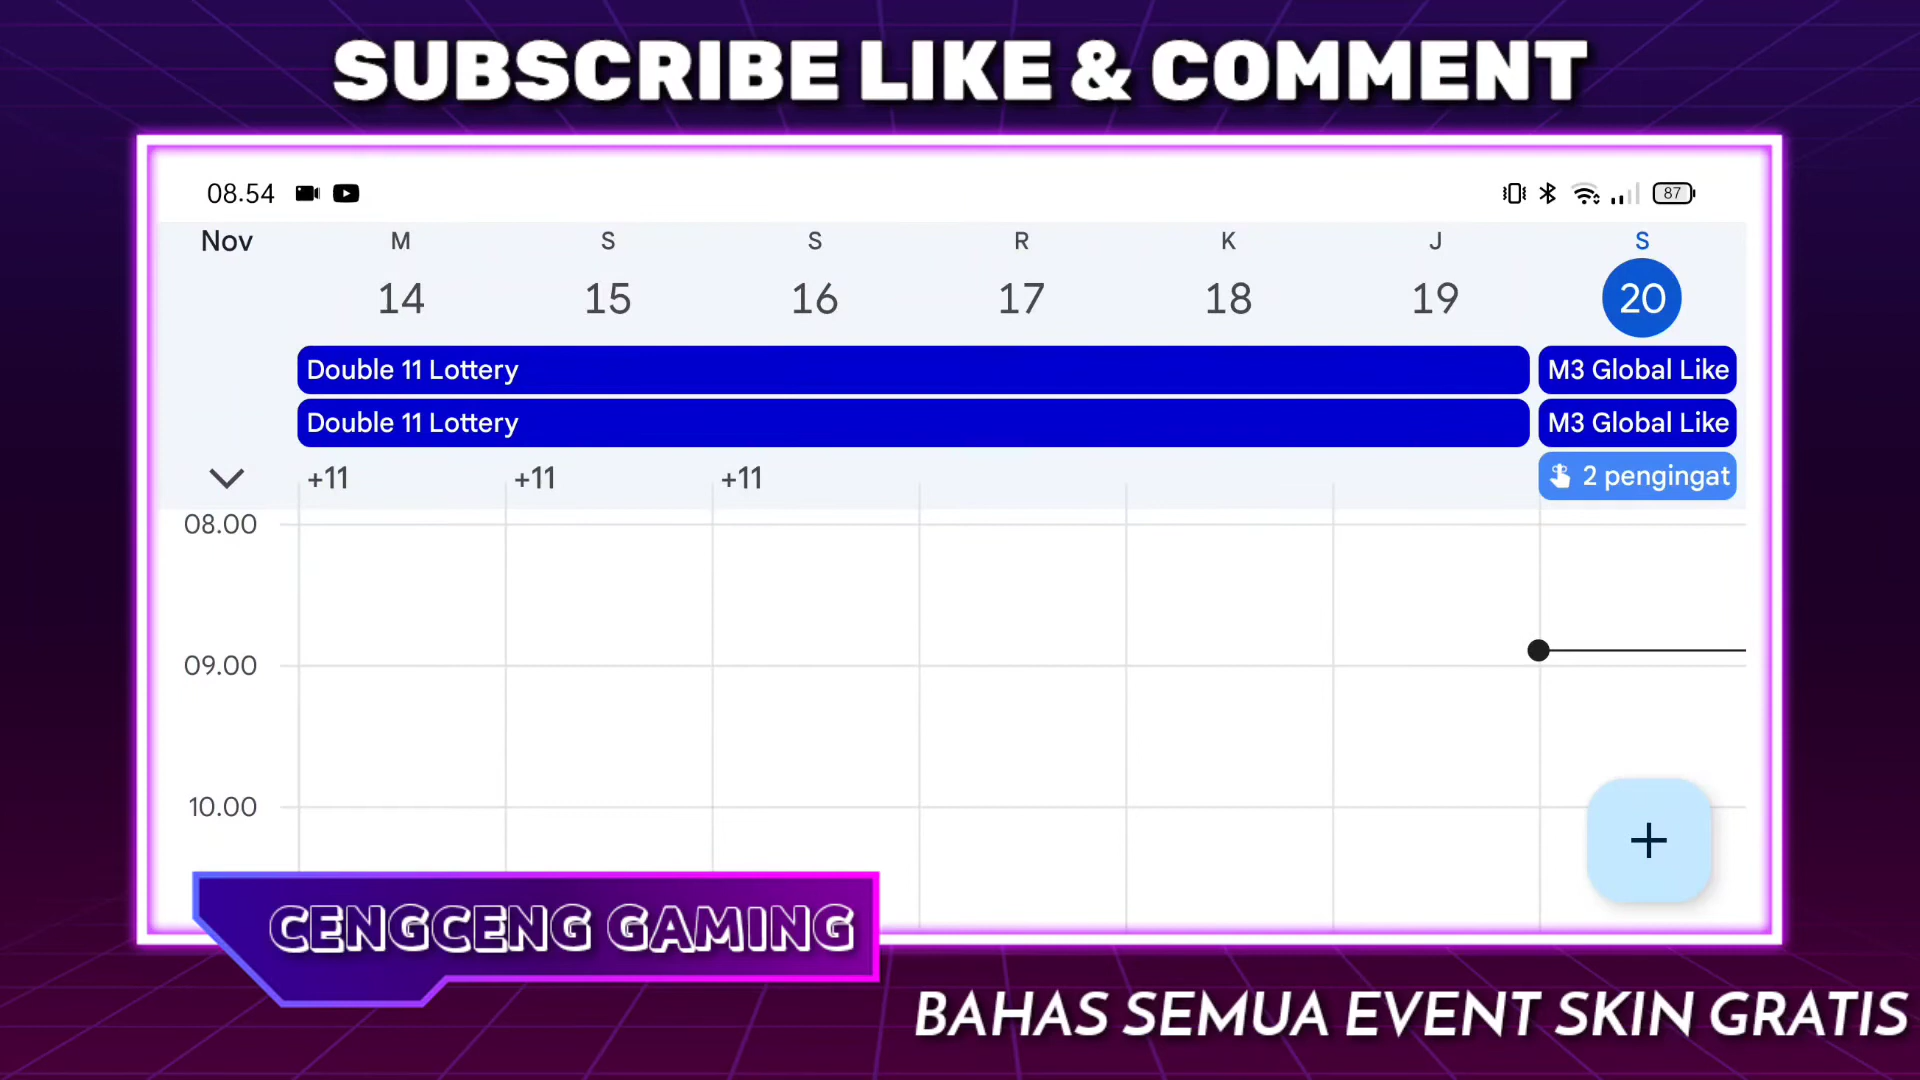 SUBSCRIBE LIKE & COMMENT
08.54
87
Nov M S S R K J S
14 15 16 17 18 19 20
Double 11 Lottery M3 Global Like
Double 11 Lottery M3 Global Like
+11 +11 +11 2 pengingat
08.00
09.00
10.00
+
CENGCENG GAMING
BAHAS SEMUA EVENT SKIN GRATIS